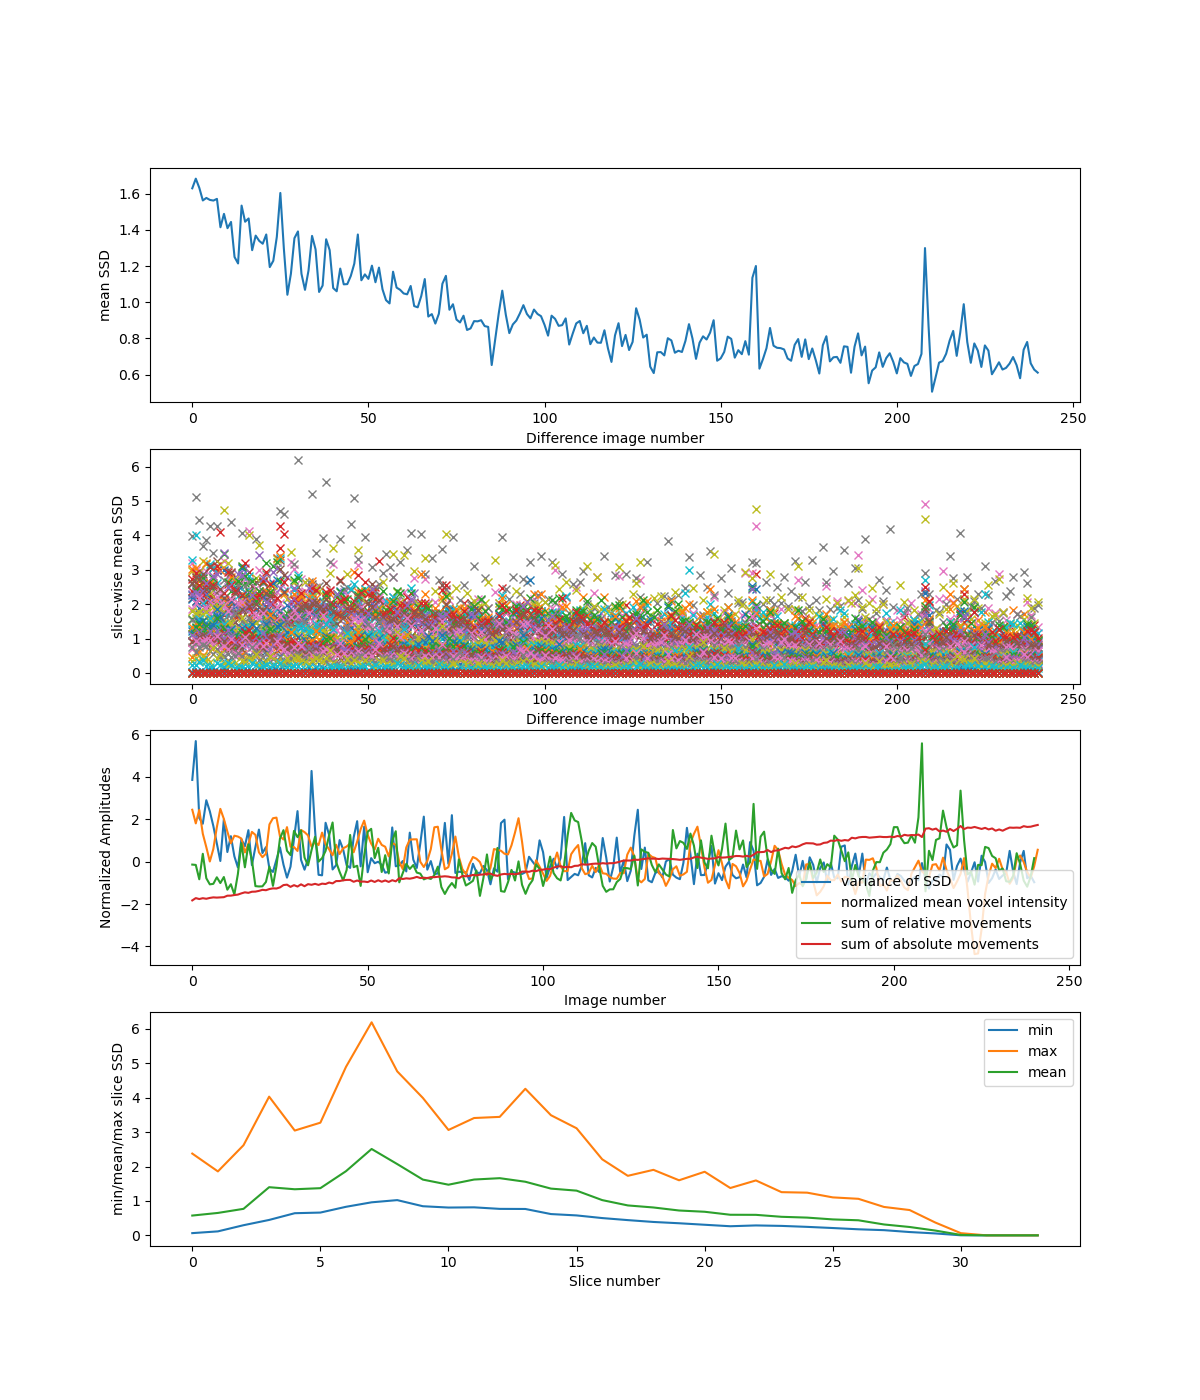 1.6
1.4
1.2
1.0
0.8
0.6
mean SSD
0 50 100 150 200 250
Difference image number
6
5
4
3
2
1
0
slice-wise mean SSD
0 50 100 150 200 250
Difference image number
6
4
2
0
−2
−4
Normalized Amplitudes
variance of SSD
normalized mean voxel intensity
sum of relative movements
sum of absolute movements
0 50 100 150 200 250
Image number
6
5
4
3
2
1
0
min/mean/max slice SSD
min
max
mean
0 5 10 15 20 25 30
Slice number